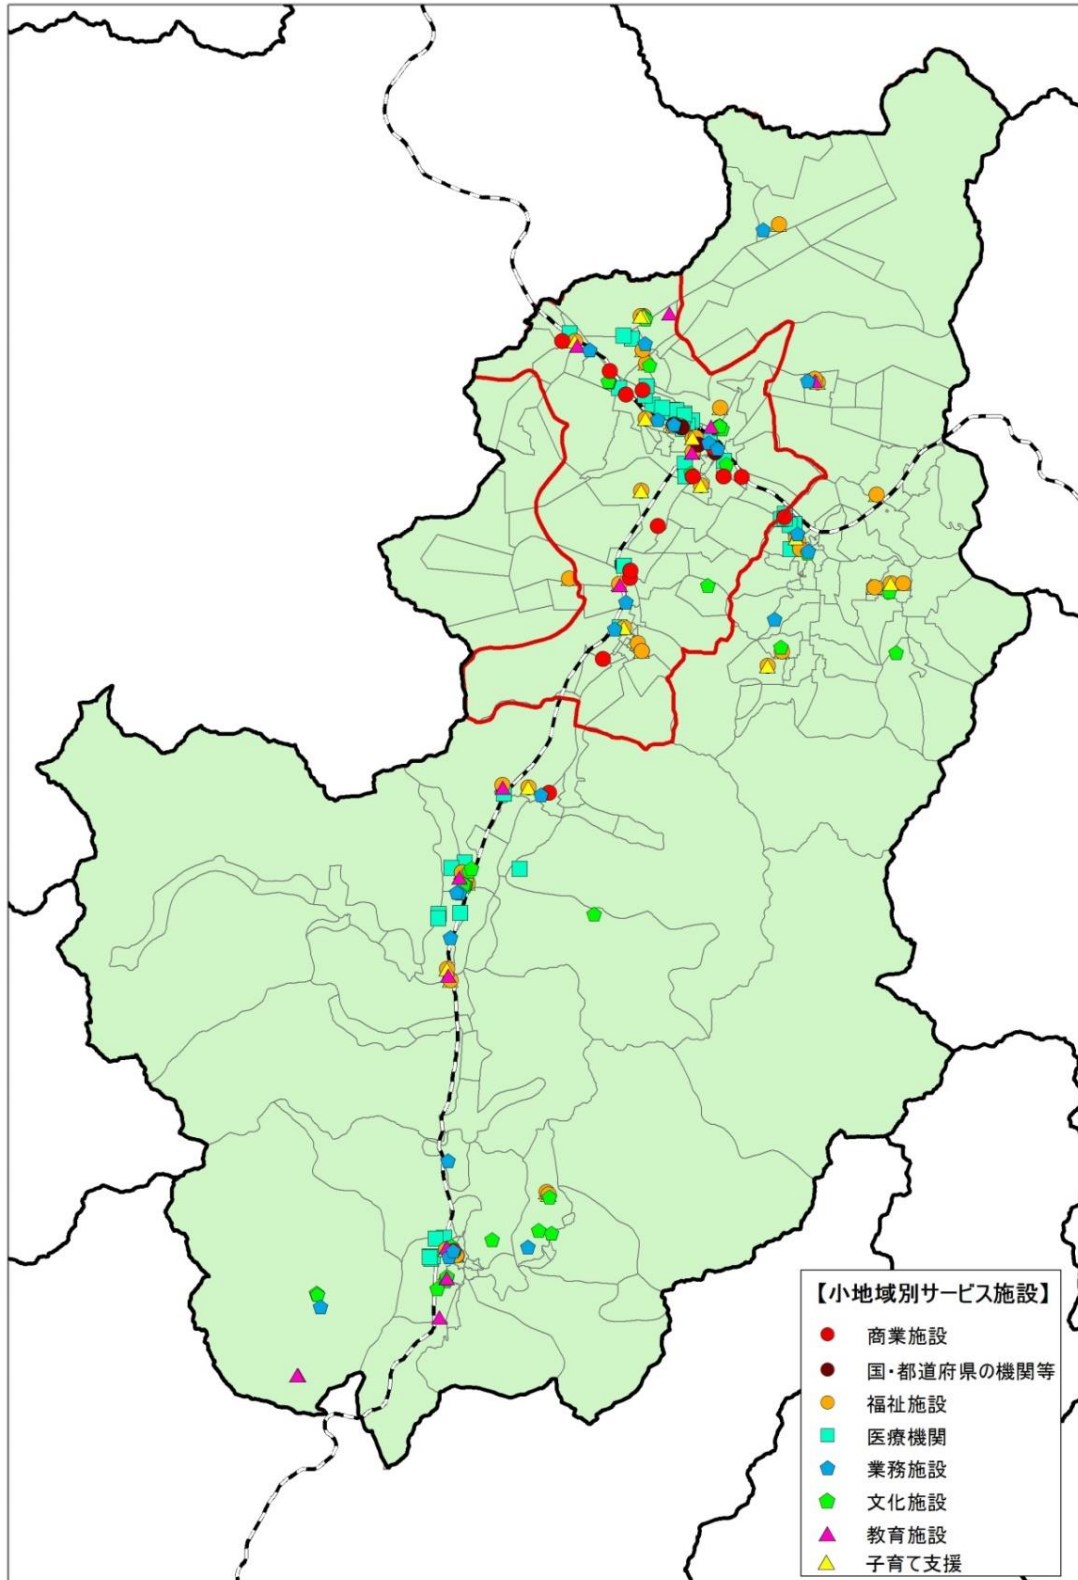 【小地域別サービス施設】
商業施設
国・都道府県の機関等
福祉施設
医療機関
業務施設
文化施設
教育施設
子育て支援